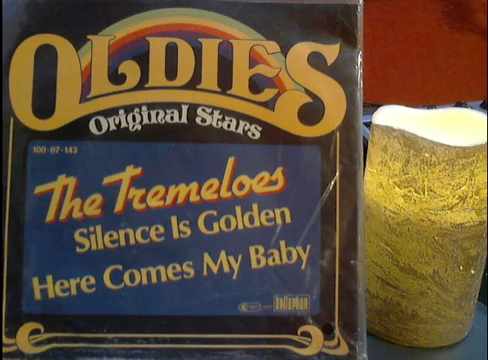 OLDIES
Original Stars
100·07·143
The Tremeloes
Silence Is Golden
Here Comes My Baby
bellaphon